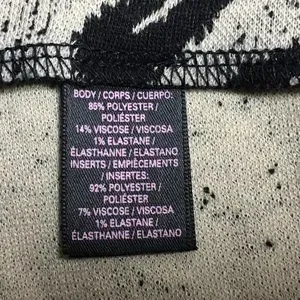 BODY / CORPS / CUERPO:
85% POLYESTER /
POLIÉSTER
14% VISCOSE / VISCOSA
1% ELASTANE /
ÉLASTHANNE / ELASTANO
INSERTS / EMPIÈCEMENTS
/ INSERTES:
92% POLYESTER /
POLIÉSTER
7% VISCOSE / VISCOSA
1% ELASTANE /
ÉLASTHANNE / ELASTANO